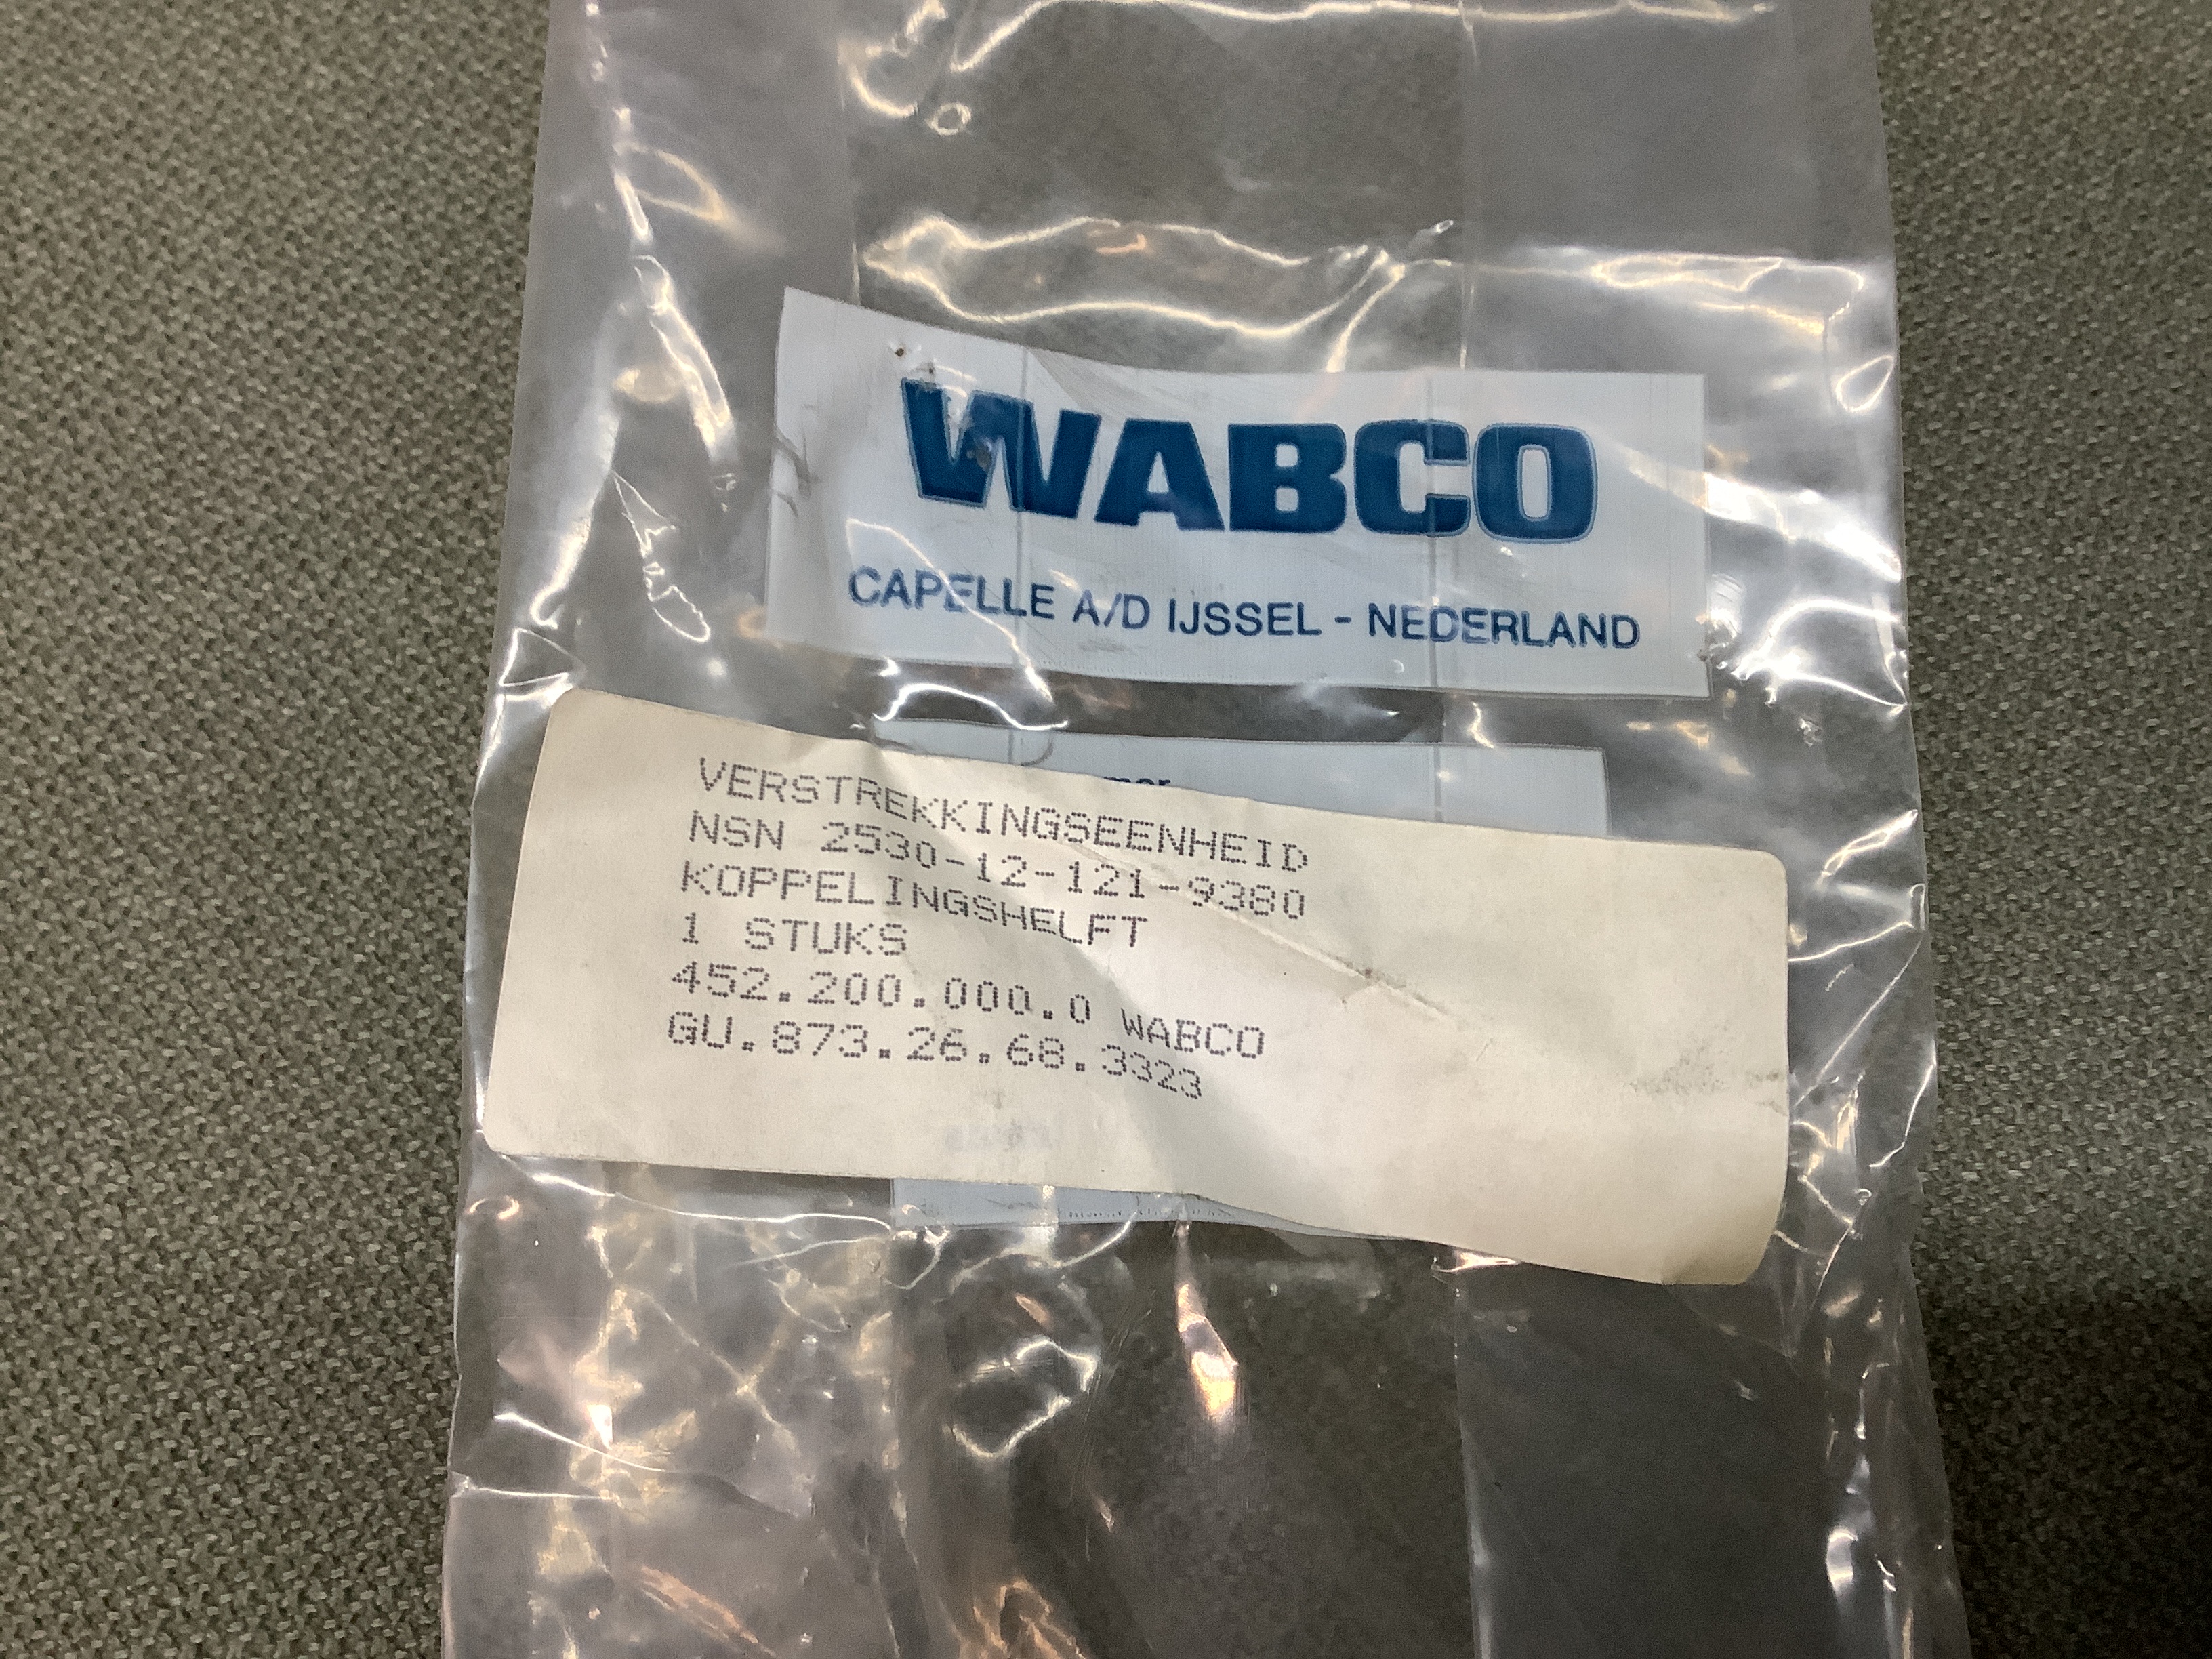 WABCO
CAPELLE A/D IJSSEL - NEDERLAND
VERSTREKKINGSEENHEID
NSN 2530-12-121-9380
KOPPELINGSHELFT
1 STUKS
452.200.000.0 WABCO
GU.873.26.68.3323